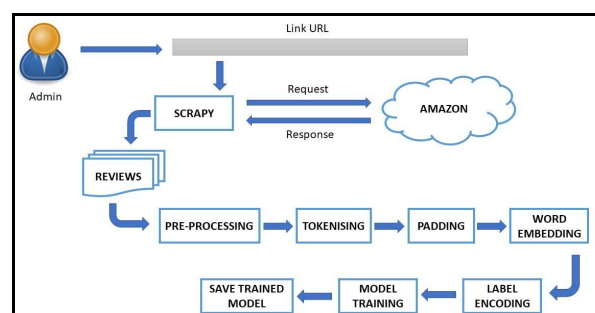 Link URL
Admin
Request
SCRAPY
AMAZON
Response
REVIEWS
PRE-PROCESSING
TOKENISING
PADDING
WORD
EMBEDDING
SAVE TRAINED
MODEL
MODEL
TRAINING
LABEL
ENCODING